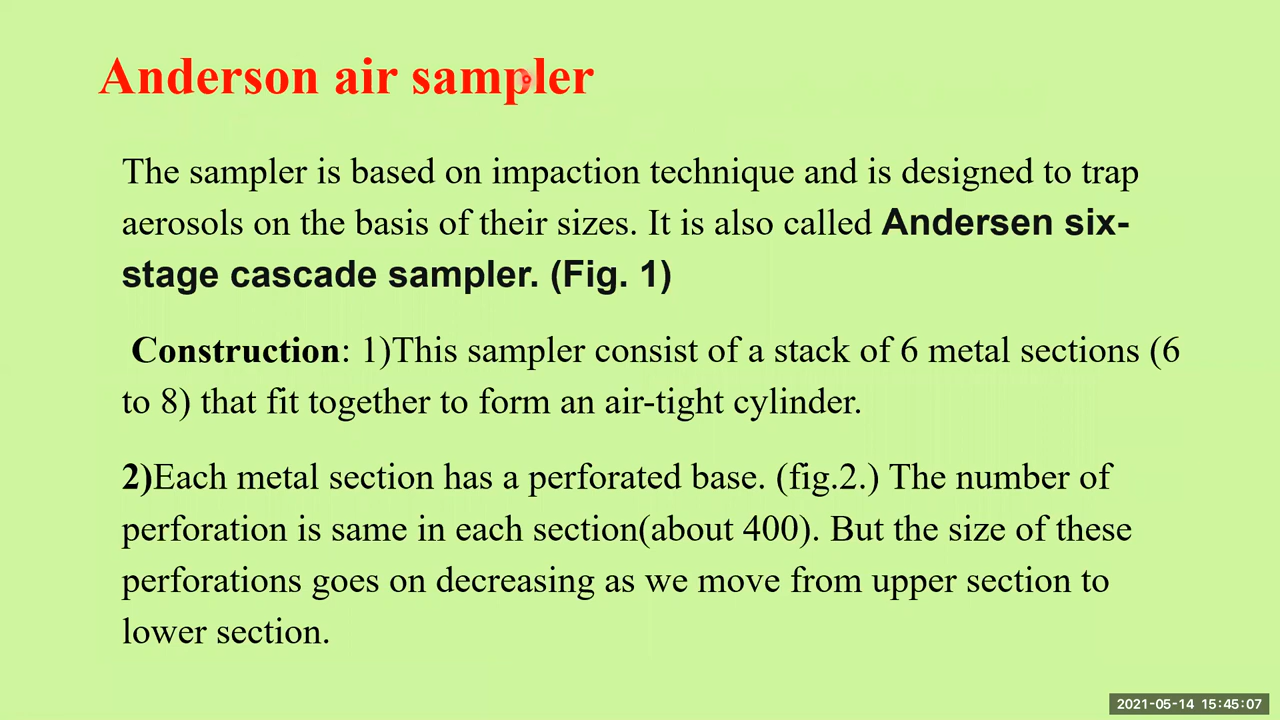 Anderson air sampler
The sampler is based on impaction technique and is designed to trap
aerosols on the basis of their sizes. It is also called Andersen six-
stage cascade sampler. (Fig. 1)
Construction: 1)This sampler consist of a stack of 6 metal sections (6
to 8) that fit together to form an air-tight cylinder.
2)Each metal section has a perforated base. (fig.2.) The number of
perforation is same in each section(about 400). But the size of these
perforations goes on decreasing as we move from upper section to
lower section.
2021-05-14 15:45:07